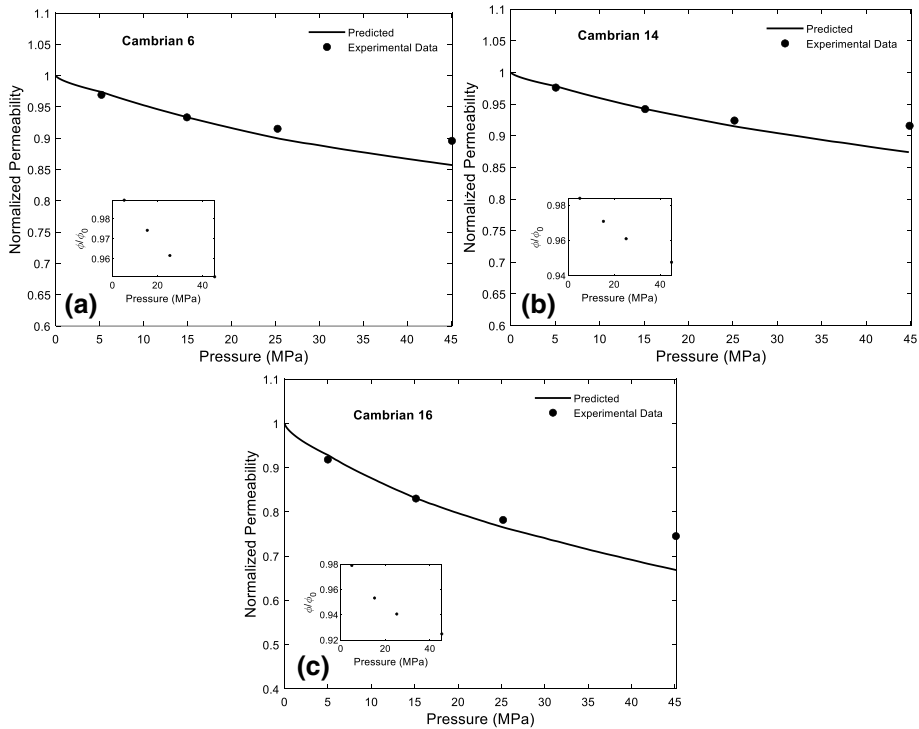 Cambrian 6
Predicted
Experimental Data
1.1
1.05
1
0.95
0.9
0.85
0.8
0.75
0.7
0.65
0.6
Normalized Permeability
0 5 10 15 20 25 30 35 40 45
Pressure (MPa)
0.98
0.97
0.96
ϕ/ϕ0
0 20 40
Pressure (MPa)
(a)
Cambrian 14
Predicted
Experimental Data
1.1
1.05
1
0.95
0.9
0.85
0.8
0.75
0.7
0.65
0.6
Normalized Permeability
0 5 10 15 20 25 30 35 40 45
Pressure (MPa)
0.98
0.96
0.94
ϕ/ϕ0
0 20 40
Pressure (MPa)
(b)
Cambrian 16
Predicted
Experimental Data
1.1
1
0.9
0.8
0.7
0.6
0.5
0.4
Normalized Permeability
0 5 10 15 20 25 30 35 40 45
Pressure (MPa)
0.98
0.96
0.94
0.92
ϕ/ϕ0
0 20 40
Pressure (MPa)
(c)